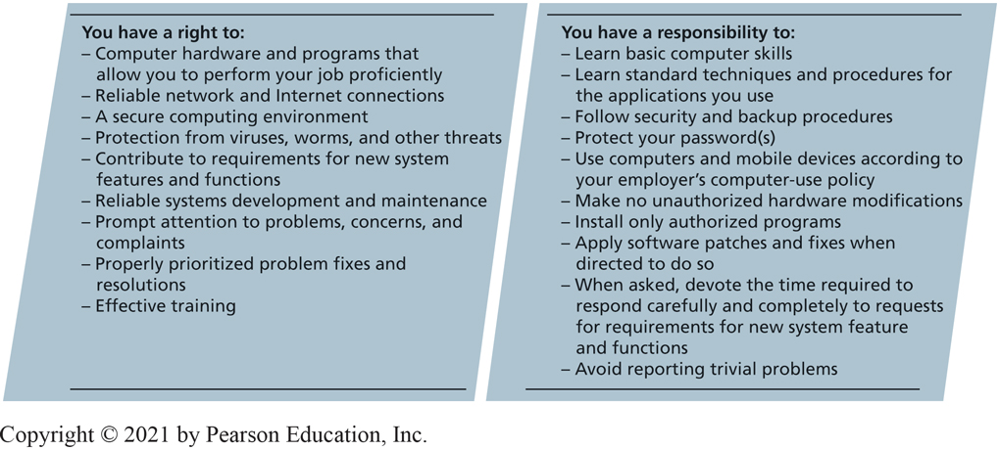 You have a right to:
– Computer hardware and programs that
allow you to perform your job proficiently
– Reliable network and Internet connections
– A secure computing environment
– Protection from viruses, worms, and other threats
– Contribute to requirements for new system
features and functions
– Reliable systems development and maintenance
– Prompt attention to problems, concerns, and
complaints
– Properly prioritized problem fixes and
resolutions
– Effective training
You have a responsibility to:
– Learn basic computer skills
– Learn standard techniques and procedures for
the applications you use
– Follow security and backup procedures
– Protect your password(s)
– Use computers and mobile devices according to
your employer's computer-use policy
– Make no unauthorized hardware modifications
– Install only authorized programs
– Apply software patches and fixes when
directed to do so
– When asked, devote the time required to
respond carefully and completely to requests
for requirements for new system feature
and functions
– Avoid reporting trivial problems
Copyright © 2021 by Pearson Education, Inc.